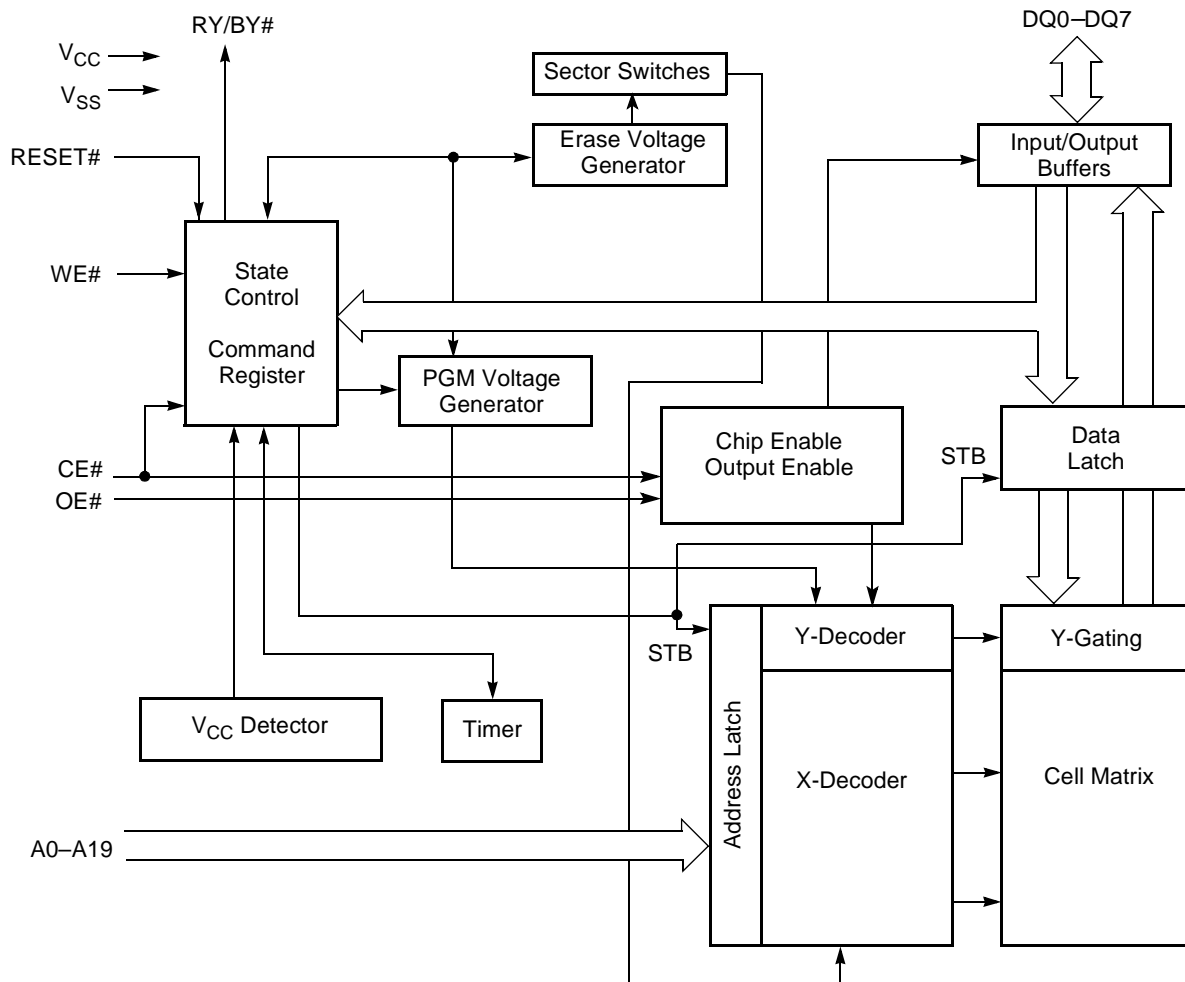 RY/BY#
DQ0–DQ7
VCC
VSS
Sector Switches
Erase Voltage
Generator
Input/Output
Buffers
RESET#
WE#
State
Control
Command
Register
PGM Voltage
Generator
Chip Enable
Output Enable
Data
Latch
STB
CE#
OE#
STB
Y-Decoder
Y-Gating
VCC Detector
Timer
Address Latch
X-Decoder
Cell Matrix
A0–A19